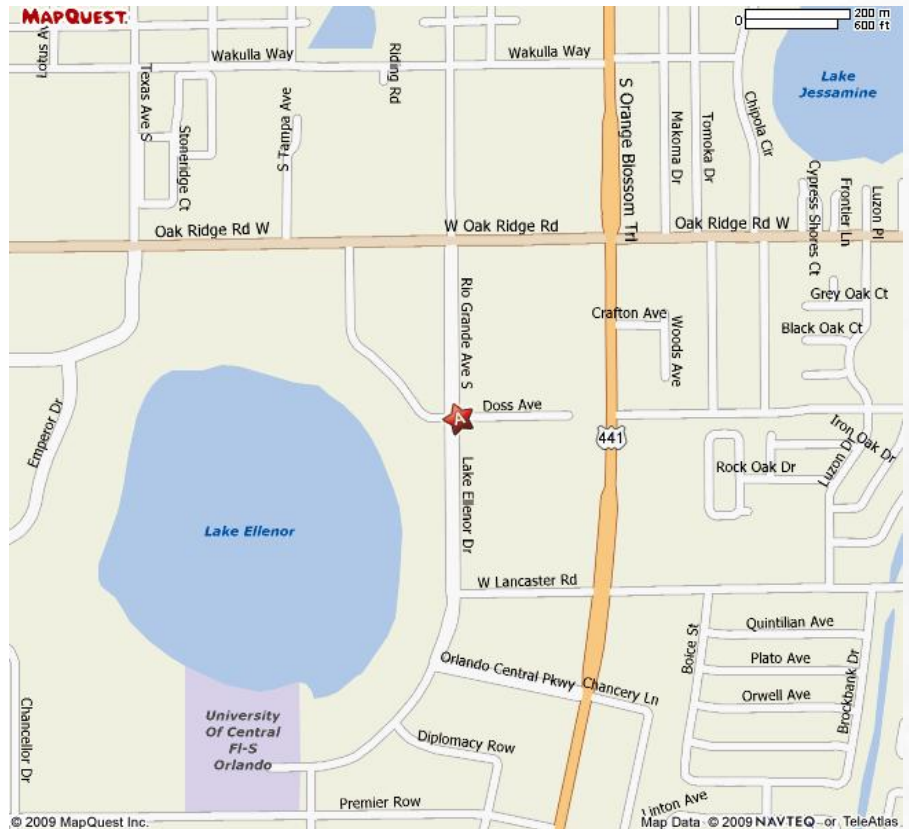 MAPQUEST.
0 200 m
600 ft
Lotus A
Wakulla Way
Wakulla Way
Riding Rd
Texas Ave S
Stoneridge Ct
Tampa Ave S
S Orange Blossom Trl
Makoma Dr
Tomoka Dr
Chipola Cir
Lake
Jessamine
Cypress Shores Ct
Frontier Ln
Luzon Pl
Oak Ridge Rd W
W Oak Ridge Rd
Oak Ridge Rd W
Rio Grande Ave S
Grey Oak Ct
Crafton Ave
Woods Ave
Black Oak Ct
Emperor Dr
A
Doss Ave
441
Iron Oak Dr
Luzon Dr
Rock Oak Dr
Lake Ellenor Dr
Lake Ellenor
W Lancaster Rd
Boice St
Quintilian Ave
Plato Ave
Orwell Ave
Brockbank Dr
Orlando Central Pkwy
Chancery Ln
Chancellor Dr
University
Of Central
Fl-S
Orlando
Diplomacy Row
Premier Row
Linton Ave
© 2009 MapQuest Inc.
Map Data © 2009 NAVTEQ or TeleAtlas